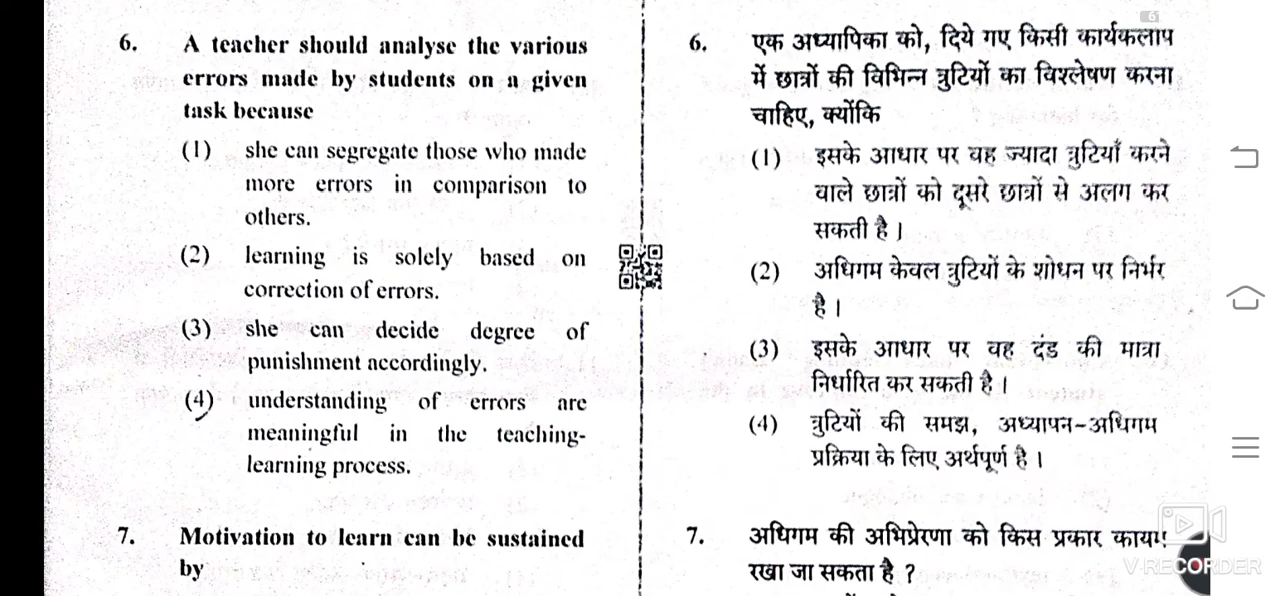 6
6. A teacher should analyse the various
errors made by students on a given
task because
(1) she can segregate those who made
more errors in comparison to
others.
(2) learning is solely based on
correction of errors.
(3) she can decide degree of
punishment accordingly.
(4) understanding of errors are
meaningful in the teaching-
learning process.
7. Motivation to learn can be sustained
by
6. एक अध्यापिका को, दिये गए किसी कार्यकलाप
में छात्रों की विभिन्न त्रुटियों का विश्लेषण करना
चाहिए, क्योंकि
(1) इसके आधार पर वह ज्यादा त्रुटियाँ करने
वाले छात्रों को दूसरे छात्रों से अलग कर
सकती है।
(2) अधिगम केवल त्रुटियों के शोधन पर निर्भर
है।
(3) इसके आधार पर वह दंड की मात्रा
निर्धारित कर सकती है।
(4) त्रुटियों की समझ, अध्यापन-अधिगम
प्रक्रिया के लिए अर्थपूर्ण है।
7. अधिगम की अभिप्रेरणा को किस प्रकार कायम
रखा जा सकता है ?
V RECORDER